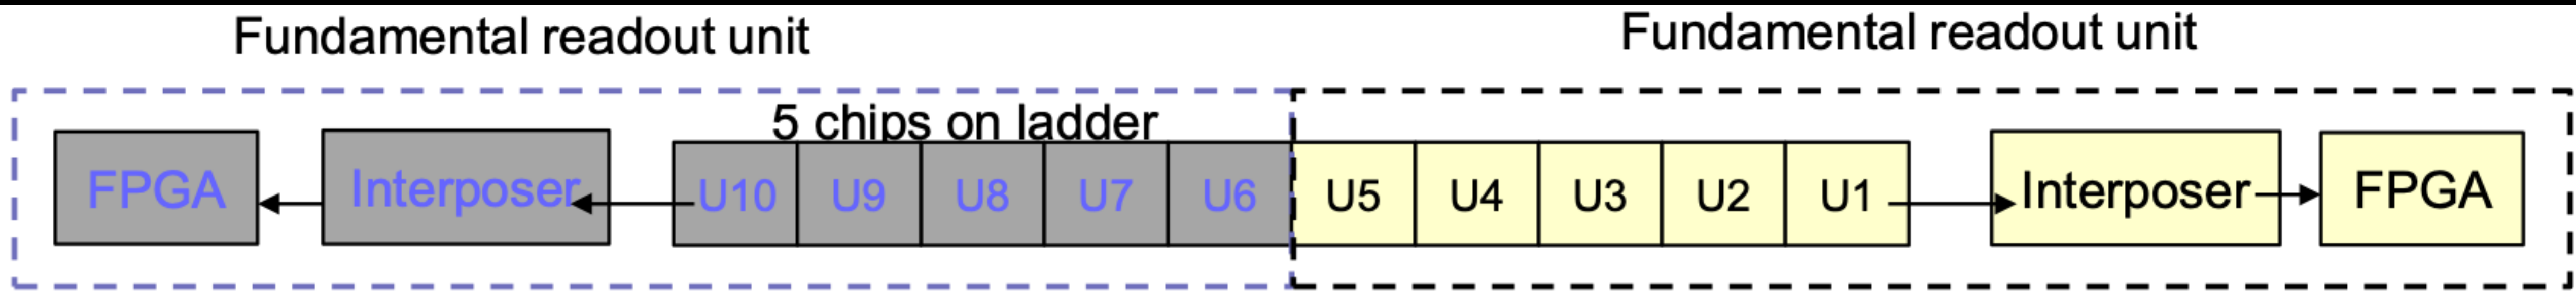 Fundamental readout unit
Fundamental readout unit
5 chips on ladder
FPGA
Interposer
U10
U9
U8
U7
U6
U5
U4
U3
U2
U1
Interposer
FPGA